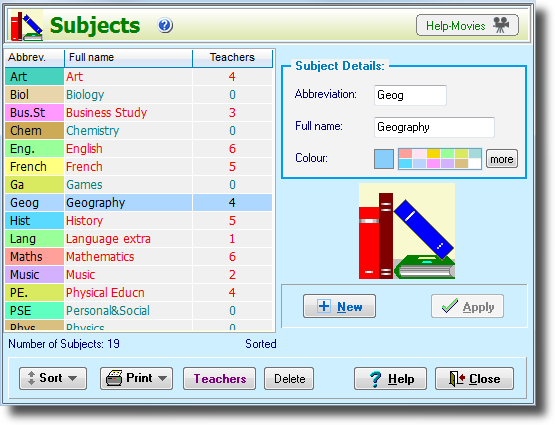 Subjects ?
Help-Movies
Abbrev. Full name Teachers
Art Art 4
Biol Biology 0
Bus.St Business Study 3
Chem Chemistry 0
Eng. English 6
French French 5
Ga Games 0
Geog Geography 4
Hist History 5
Lang Language extra 1
Maths Mathematics 6
Music Music 2
PE. Physical Educn 4
PSE Personal&Social 0
Phys Physics 0
Number of Subjects: 19 Sorted
Subject Details:
Abbreviation: Geog
Full name: Geography
Colour: more
New Apply
Sort Print Teachers Delete ? Help Close